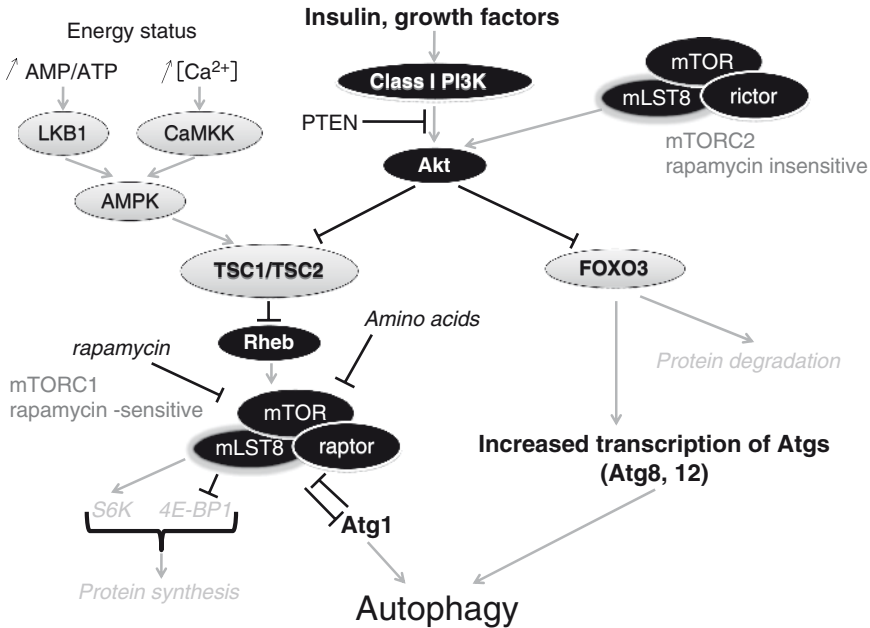 Insulin, growth factors
Energy status
↗ AMP/ATP
↗ [Ca²⁺]
Class I PI3K
mTOR
mLST8
rictor
LKB1
CaMKK
PTEN
mTORC2
rapamycin insensitive
Akt
AMPK
TSC1/TSC2
FOXO3
Rheb
Amino acids
rapamycin
Protein degradation
mTORC1
rapamycin -sensitive
mTOR
mLST8
raptor
Increased transcription of Atgs
(Atg8, 12)
S6K
4E-BP1
Atg1
Protein synthesis
Autophagy